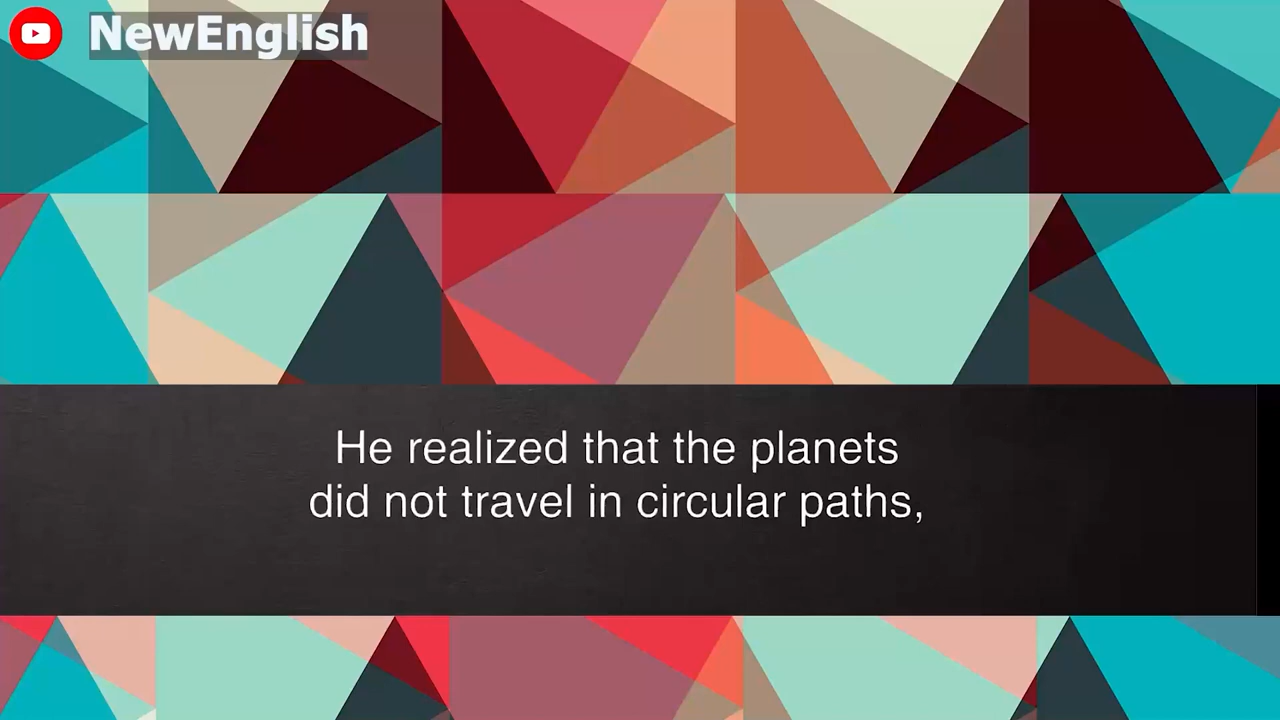 NewEnglish
He realized that the planets
did not travel in circular paths,